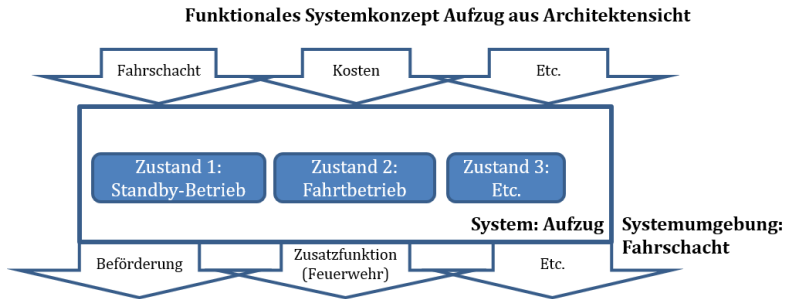 Funktionales Systemkonzept Aufzug aus Architektensicht
Fahrschacht
Kosten
Etc.
Zustand 1:
Standby-Betrieb
Zustand 2:
Fahrtbetrieb
Zustand 3:
Etc.
System: Aufzug
Systemumgebung:
Fahrschacht
Beförderung
Zusatzfunktion
(Feuerwehr)
Etc.